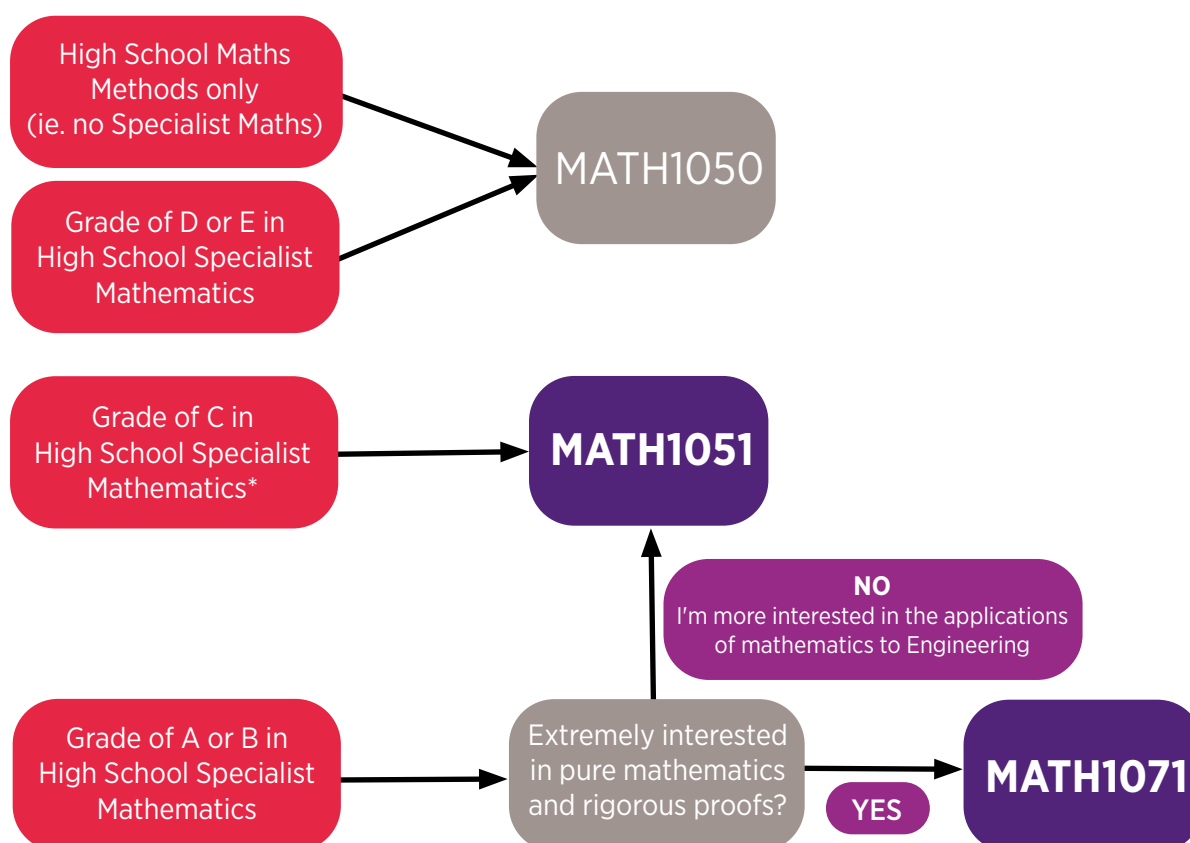 High School Maths
Methods only
(ie. no Specialist Maths)
MATH1050
Grade of D or E in
High School Specialist
Mathematics
Grade of C in
High School Specialist
Mathematics*
MATH1051
NO
I'm more interested in the applications
of mathematics to Engineering
Grade of A or B in
High School Specialist
Mathematics
Extremely interested
in pure mathematics
and rigorous proofs?
YES
MATH1071